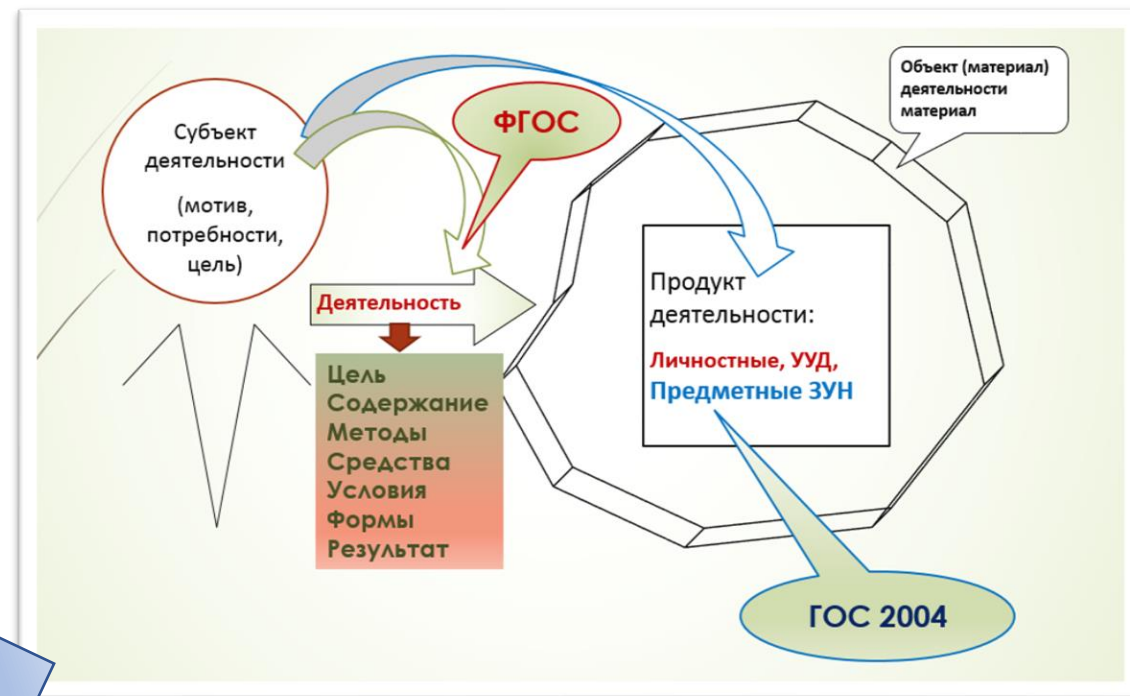 Субъект
деятельности
(мотив,
потребности,
цель)
ФГОС
Объект (материал)
деятельности
материал
Деятельность
Цель
Содержание
Методы
Средства
Условия
Формы
Результат
Продукт
деятельности:
Личностные, УУД,
Предметные ЗУН
ГОС 2004